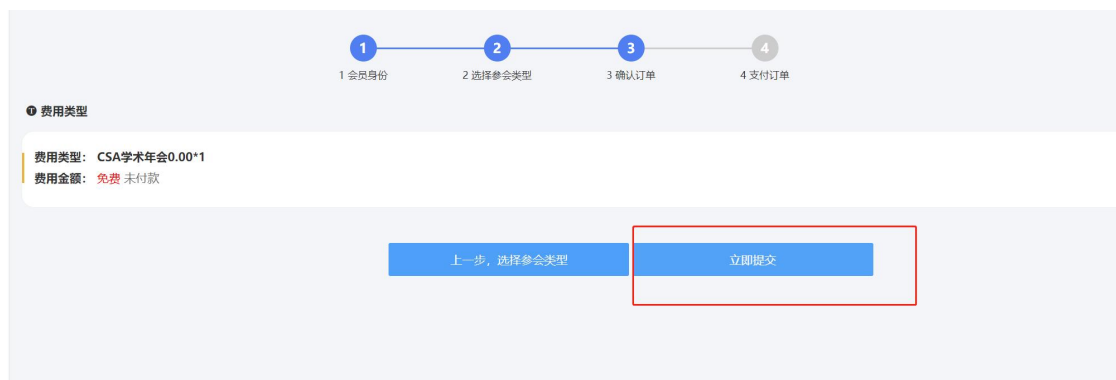 1 2 3 4
1 会员身份 2 选择参会类型 3 确认订单 4 支付订单
T 费用类型
费用类型： CSA学术年会0.00*1
费用金额： 免费 未付款
上一步，选择参会类型 立即提交